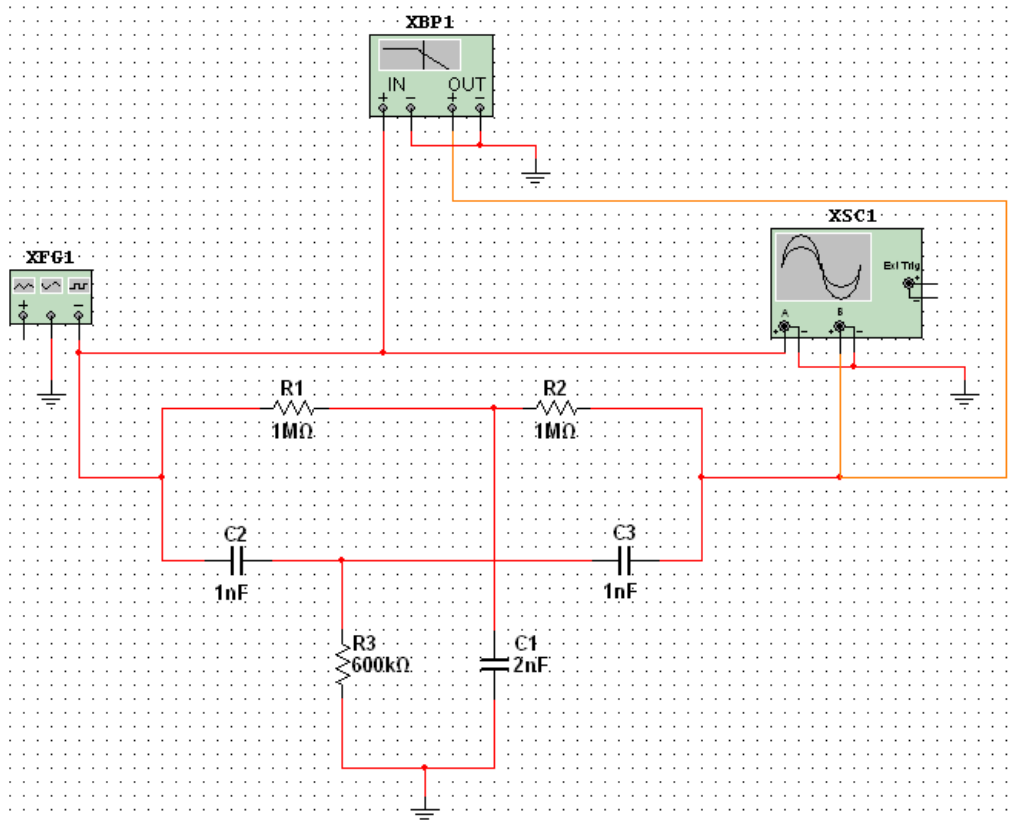 XBP1
IN OUT
+ − + −
XSC1
XFG1
Ext Trig
+
−
+ −
A B
+ − + −
R1
1MΩ
R2
1MΩ
C2
1nF
C3
1nF
R3
600kΩ
C1
2nF